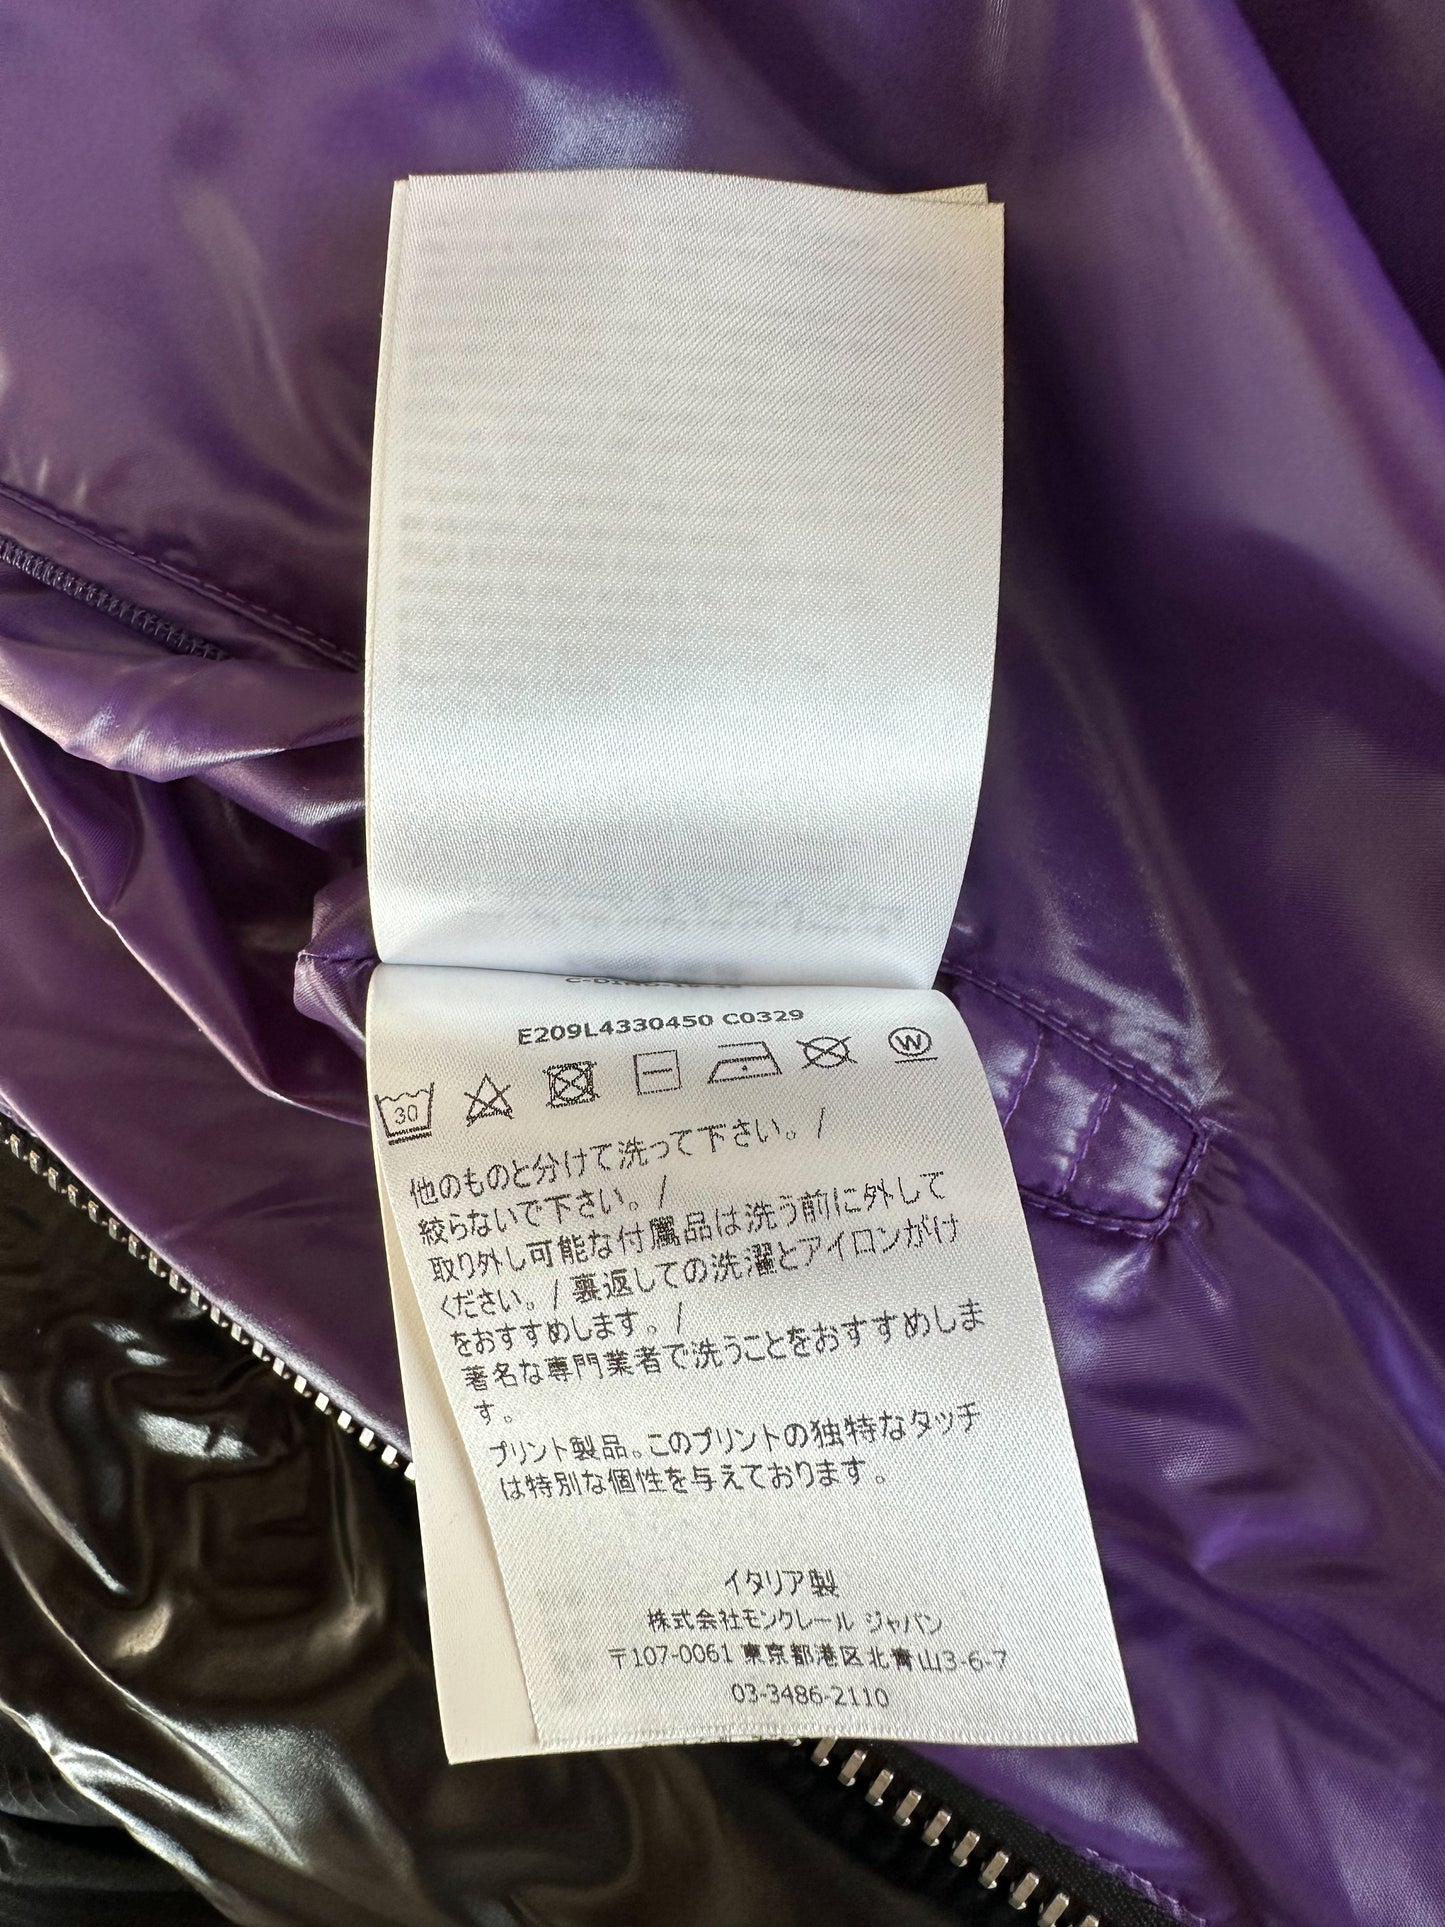 E209L4330450 C0329
30
W
他のものと分けて洗って下さい。/
絞らないで下さい。/
取り外し可能な付属品は洗う前に外して
ください。/ 裏返しての洗濯とアイロンがけ
をおすすめします。/
著名な専門業者で洗うことをおすすめしま
す。
プリント製品。このプリントの独特なタッチ
は特別な個性を与えております。
イタリア製
株式会社モンクレール ジャパン
〒107-0061 東京都港区北青山3-6-7
03-3486-2110